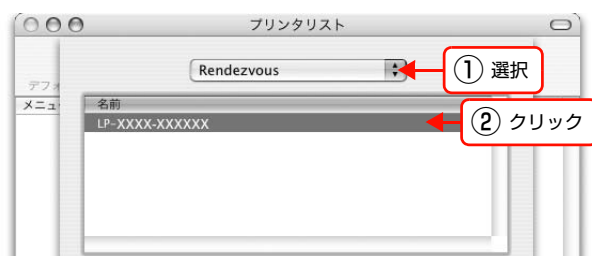 プリンタリスト
Rendezvous
① 選択
デフォ
メニュー
名前
LP-XXXX-XXXXXX
② クリック